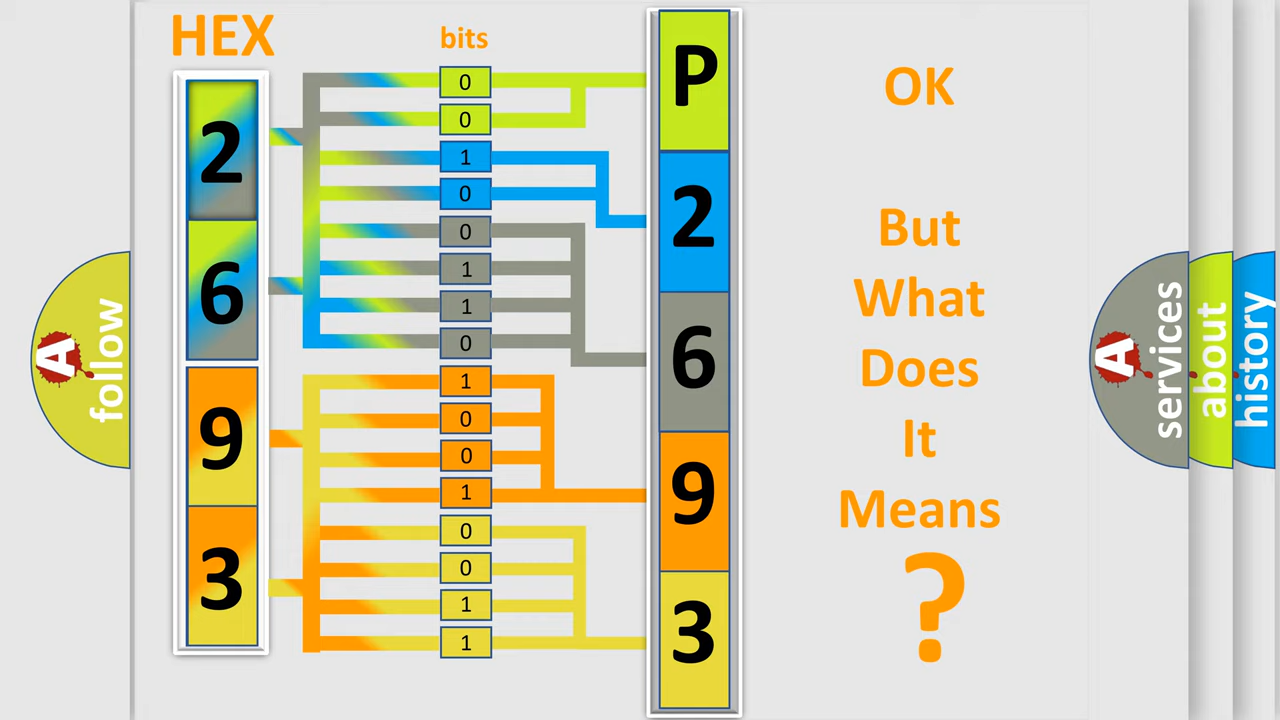 HEX
bits
2
6
9
3
0
0
1
0
0
1
1
0
1
0
0
1
0
0
1
1
P
2
6
9
3
OK
But
What
Does
It
Means
?
A
follow
A
services
about
history